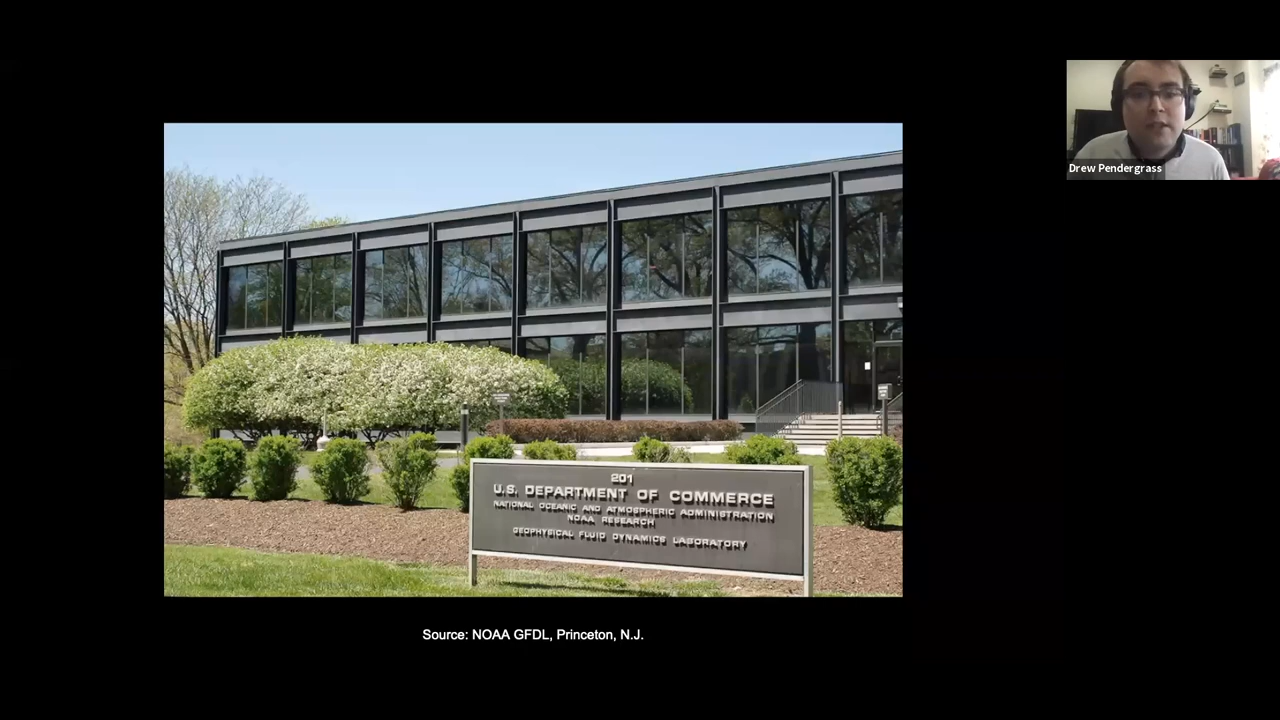 Drew Pendergrass
201
U.S. DEPARTMENT OF COMMERCE
NATIONAL OCEANIC AND ATMOSPHERIC ADMINISTRATION
NOAA RESEARCH
GEOPHYSICAL FLUID DYNAMICS LABORATORY
Source: NOAA GFDL, Princeton, N.J.